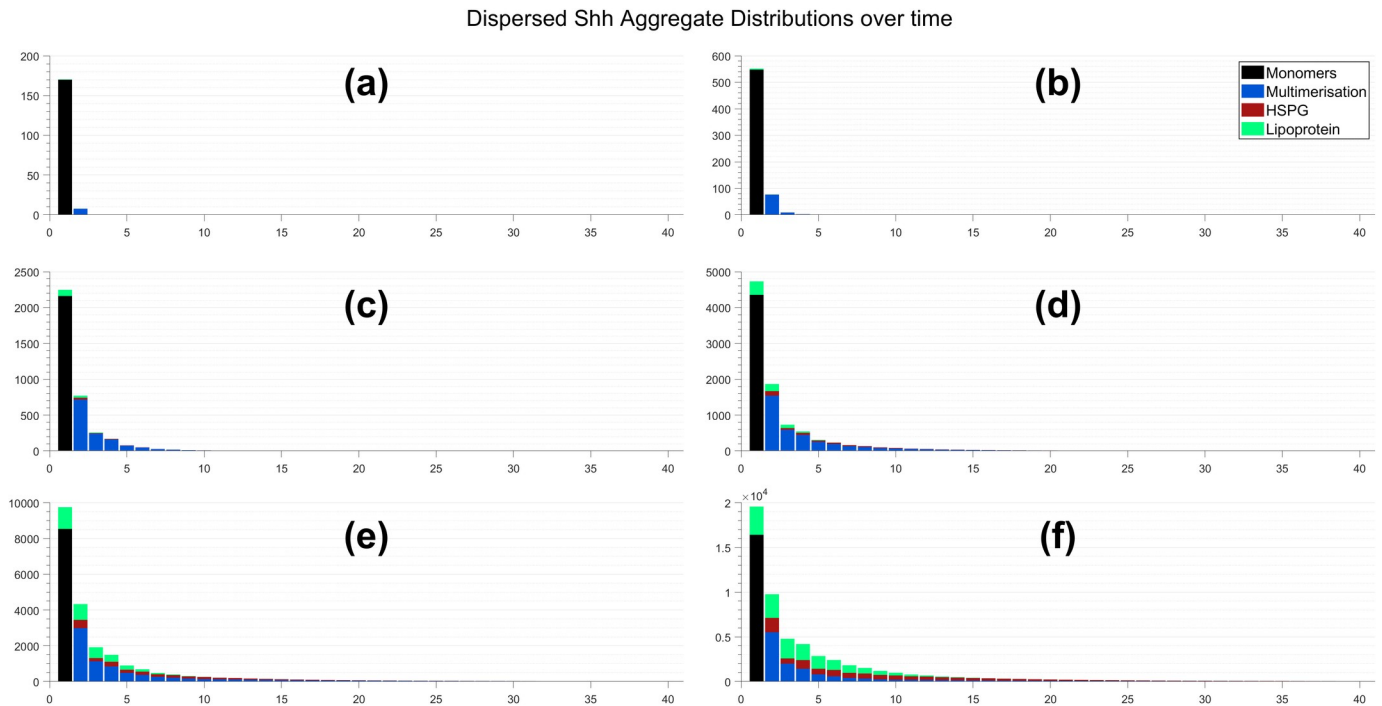 Dispersed Shh Aggregate Distributions over time
(a)
200
150
100
50
0
0 5 10 15 20 25 30 35 40
(b)
600
500
400
300
200
100
0
0 5 10 15 20 25 30 35 40
Monomers
Multimerisation
HSPG
Lipoprotein
(c)
2500
2000
1500
1000
500
0
0 5 10 15 20 25 30 35 40
(d)
5000
4000
3000
2000
1000
0
0 5 10 15 20 25 30 35 40
(e)
10000
8000
6000
4000
2000
0
0 5 10 15 20 25 30 35 40
(f)
×10⁴
2
1.5
1
0.5
0
0 5 10 15 20 25 30 35 40